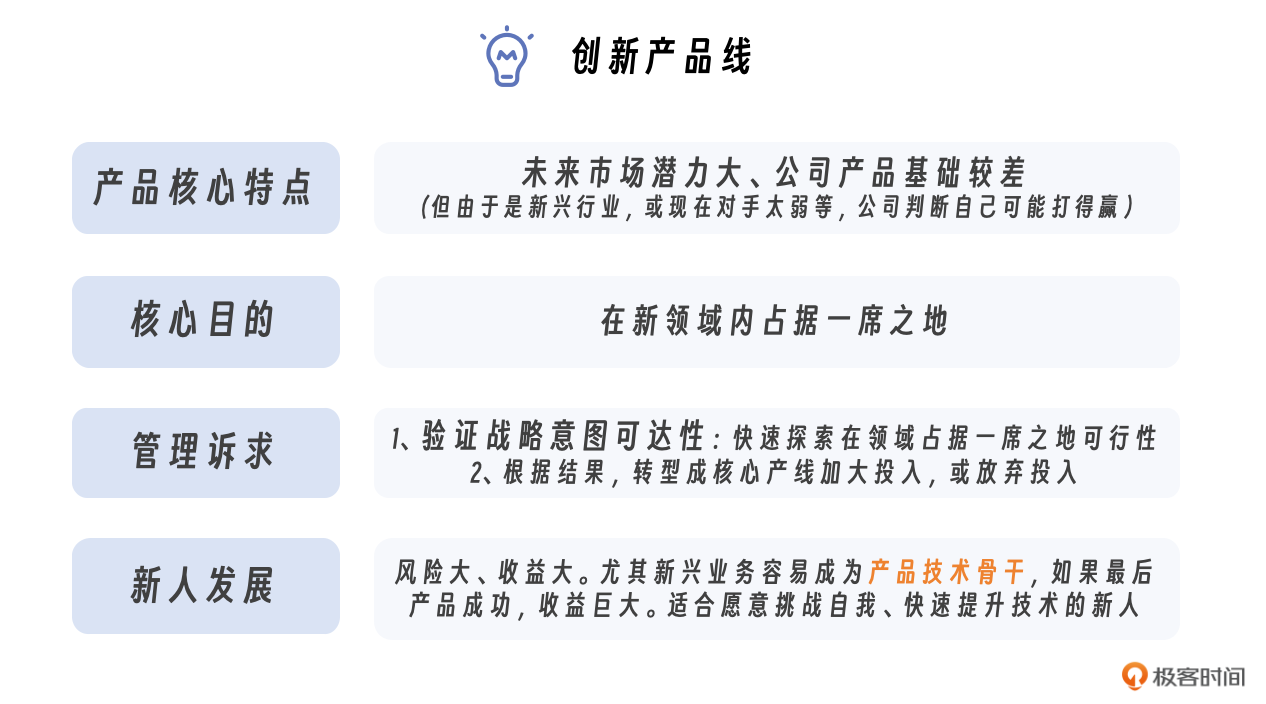 创新产品线
产品核心特点
未来市场潜力大、公司产品基础较差
(但由于是新兴行业,或现在对手太弱等,公司判断自己可能打得赢)
核心目的
在新领域内占据一席之地
管理诉求
1、验证战略意图可达性:快速探索在领域占据一席之地可行性
2、根据结果,转型成核心产线加大投入,或放弃投入
新人发展
风险大、收益大。尤其新兴业务容易成为产品技术骨干,如果最后
产品成功,收益巨大。适合愿意挑战自我、快速提升技术的新人
极客时间